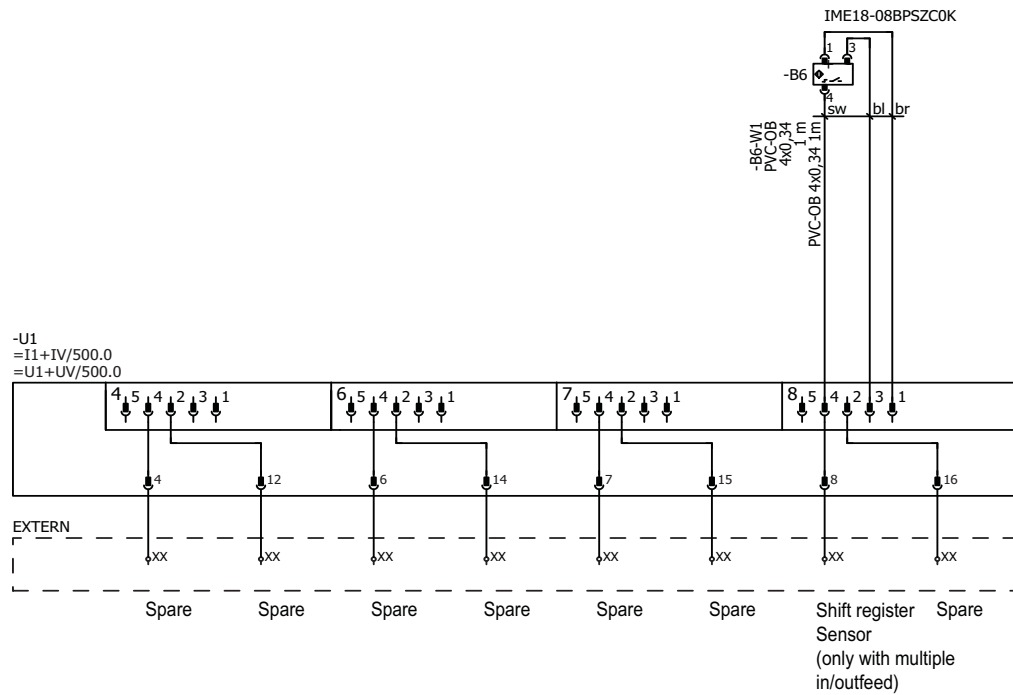 IME18-08BPSZC0K
1 3
-B6
4
sw bl br
-B6-W1
PVC-OB
4x0,34
1 m
PVC-OB 4x0,34 1m
-U1
=I1+IV/500.0
=U1+UV/500.0
4 5 4 2 3 1
6 5 4 2 3 1
7 5 4 2 3 1
8 5 4 2 3 1
4 12 6 14 7 15 8 16
EXTERN
xx xx xx xx xx xx xx xx
Spare Spare Spare Spare Spare Spare Shift register Spare
Sensor
(only with multiple
in/outfeed)